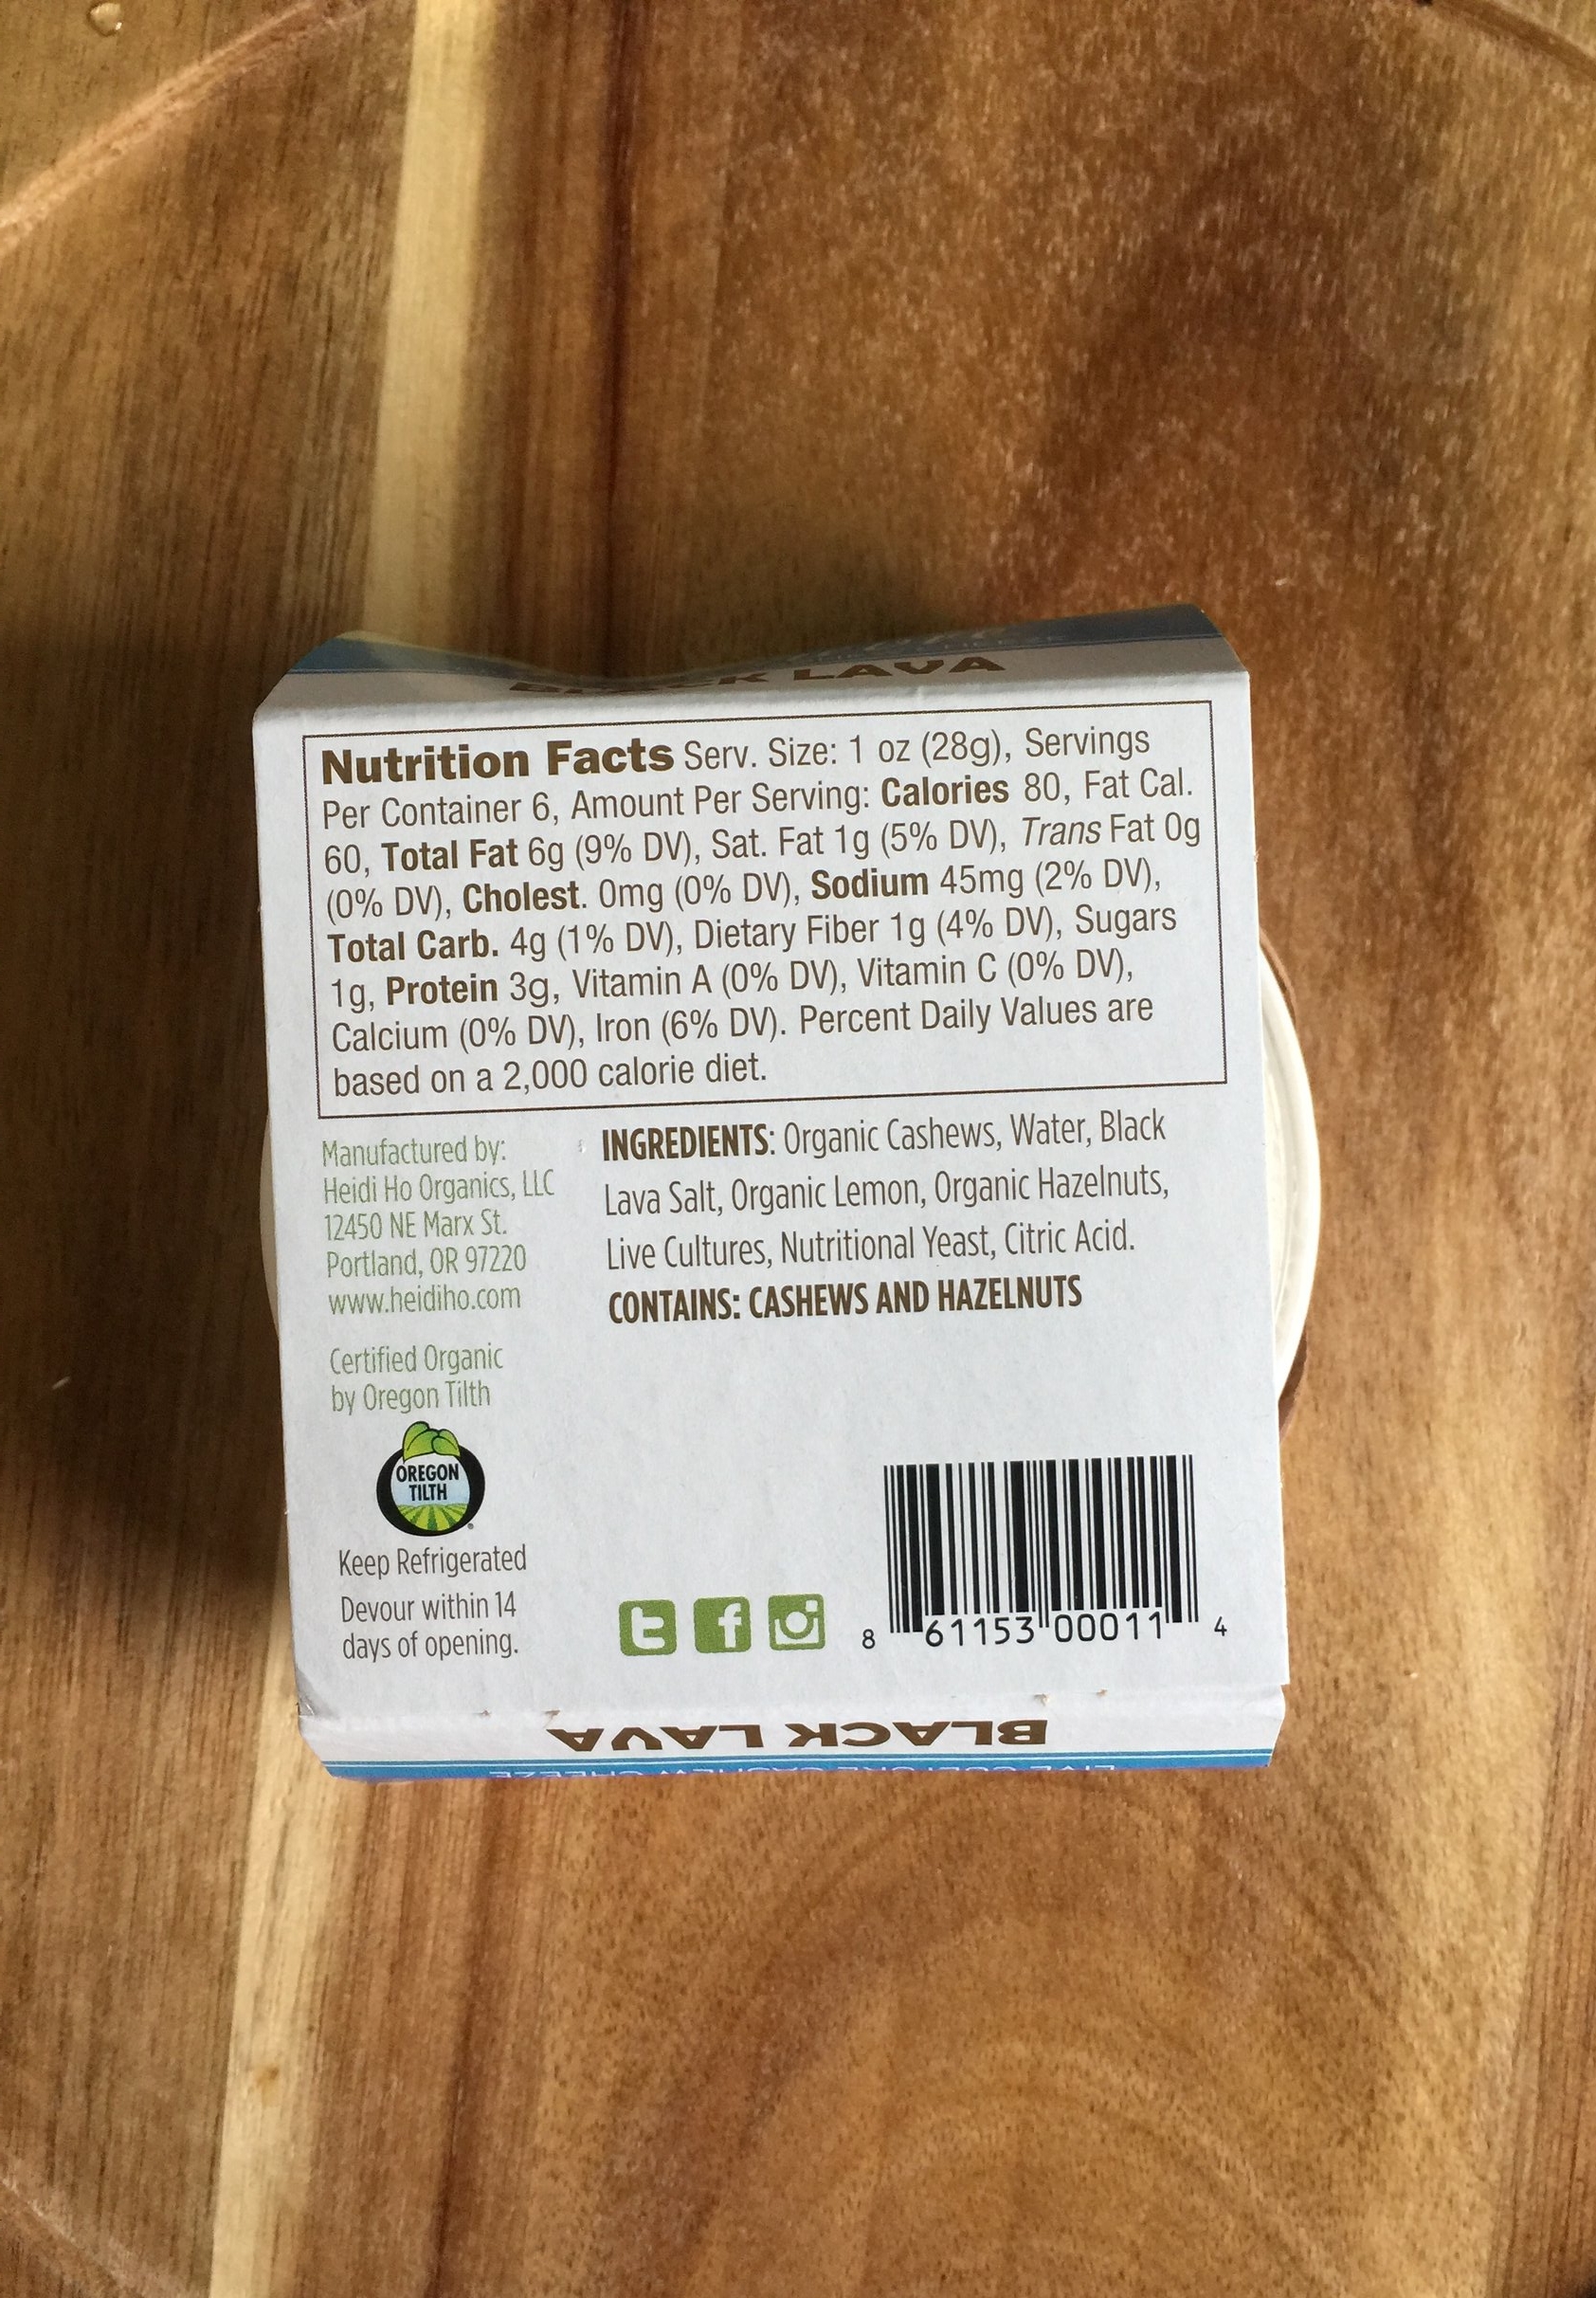 BLACK LAVA
Nutrition Facts Serv. Size: 1 oz (28g), Servings
Per Container 6, Amount Per Serving: Calories 80, Fat Cal.
60, Total Fat 6g (9% DV), Sat. Fat 1g (5% DV), Trans Fat 0g
(0% DV), Cholest. 0mg (0% DV), Sodium 45mg (2% DV),
Total Carb. 4g (1% DV), Dietary Fiber 1g (4% DV), Sugars
1g, Protein 3g, Vitamin A (0% DV), Vitamin C (0% DV),
Calcium (0% DV), Iron (6% DV). Percent Daily Values are
based on a 2,000 calorie diet.
Manufactured by:
Heidi Ho Organics, LLC
12450 NE Marx St.
Portland, OR 97220
www.heidiho.com
Certified Organic
by Oregon Tilth
OREGON
TILTH
Keep Refrigerated
Devour within 14
days of opening.
INGREDIENTS: Organic Cashews, Water, Black
Lava Salt, Organic Lemon, Organic Hazelnuts,
Live Cultures, Nutritional Yeast, Citric Acid.
CONTAINS: CASHEWS AND HAZELNUTS
8 61153 00011 4
BLACK LAVA
LIVE CULTURE CASHEW CHEEZE